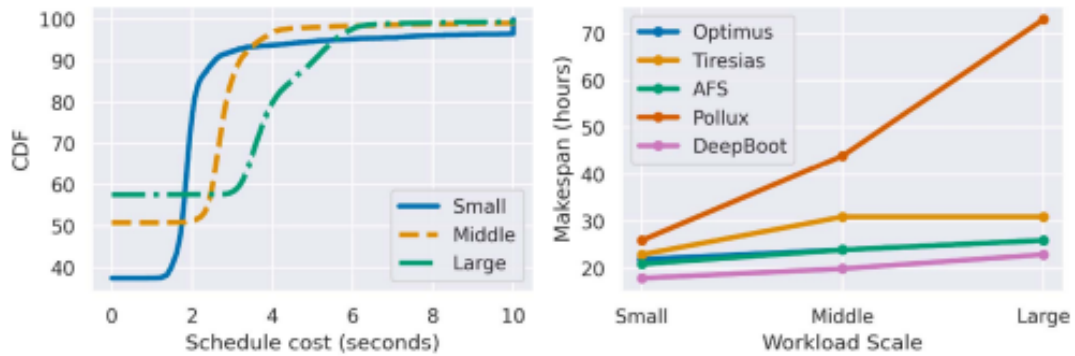 100
90
80
70
60
50
40
CDF
Small
Middle
Large
0 2 4 6 8 10
Schedule cost (seconds)
70
60
50
40
30
20
Makespan (hours)
Optimus
Tiresias
AFS
Pollux
DeepBoot
Small Middle Large
Workload Scale